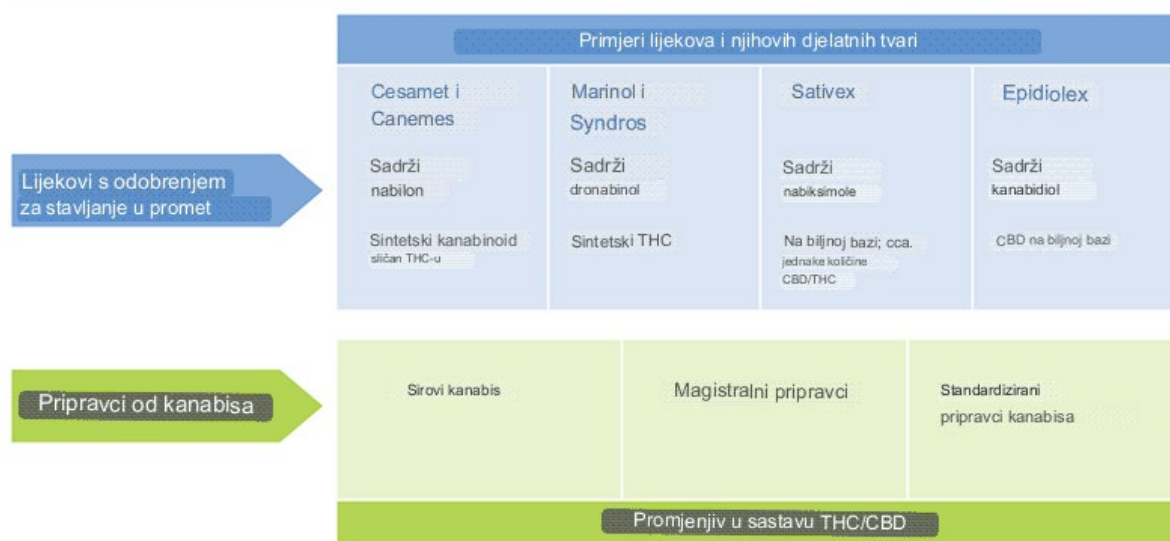 Primjeri lijekova i njihovih djelatnih tvari
Lijekovi s odobrenjem
za stavljanje u promet
Cesamet i
Canemes
Sadrži
nabilon
Sintetski kanabinoid
sličan THC-u
Marinol i
Syndros
Sadrži
dronabinol
Sintetski THC
Sativex
Sadrži
nabiksimole
Na biljnoj bazi; cca.
jednake količine
CBD/THC
Epidiolex
Sadrži
kanabidiol
CBD na biljnoj bazi
Pripravci od kanabisa
Sirovi kanabis
Magistralni pripravci
Standardizirani
pripravci kanabisa
Promjenjiv u sastavu THC/CBD